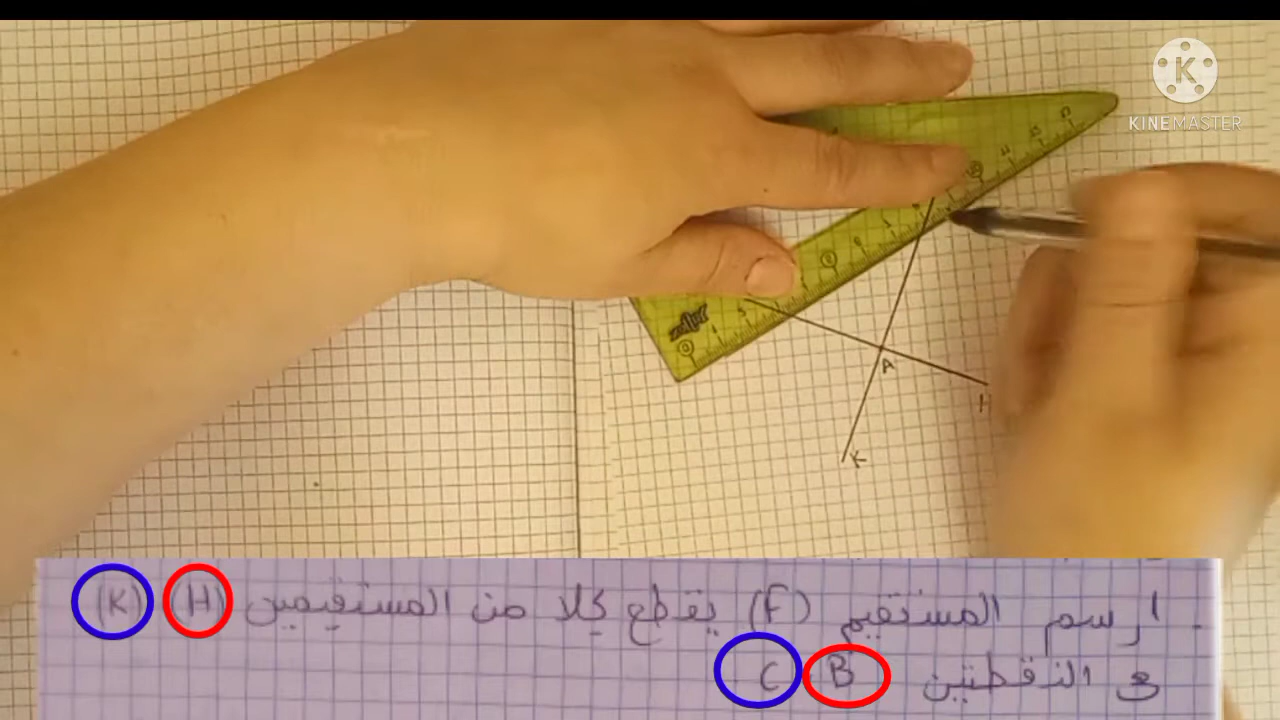 K
KINEMASTER
A
H
K
. ارسم المستقيم (F) يقطع كلا من المستقيمين (H) (K)
في النقطتين B C